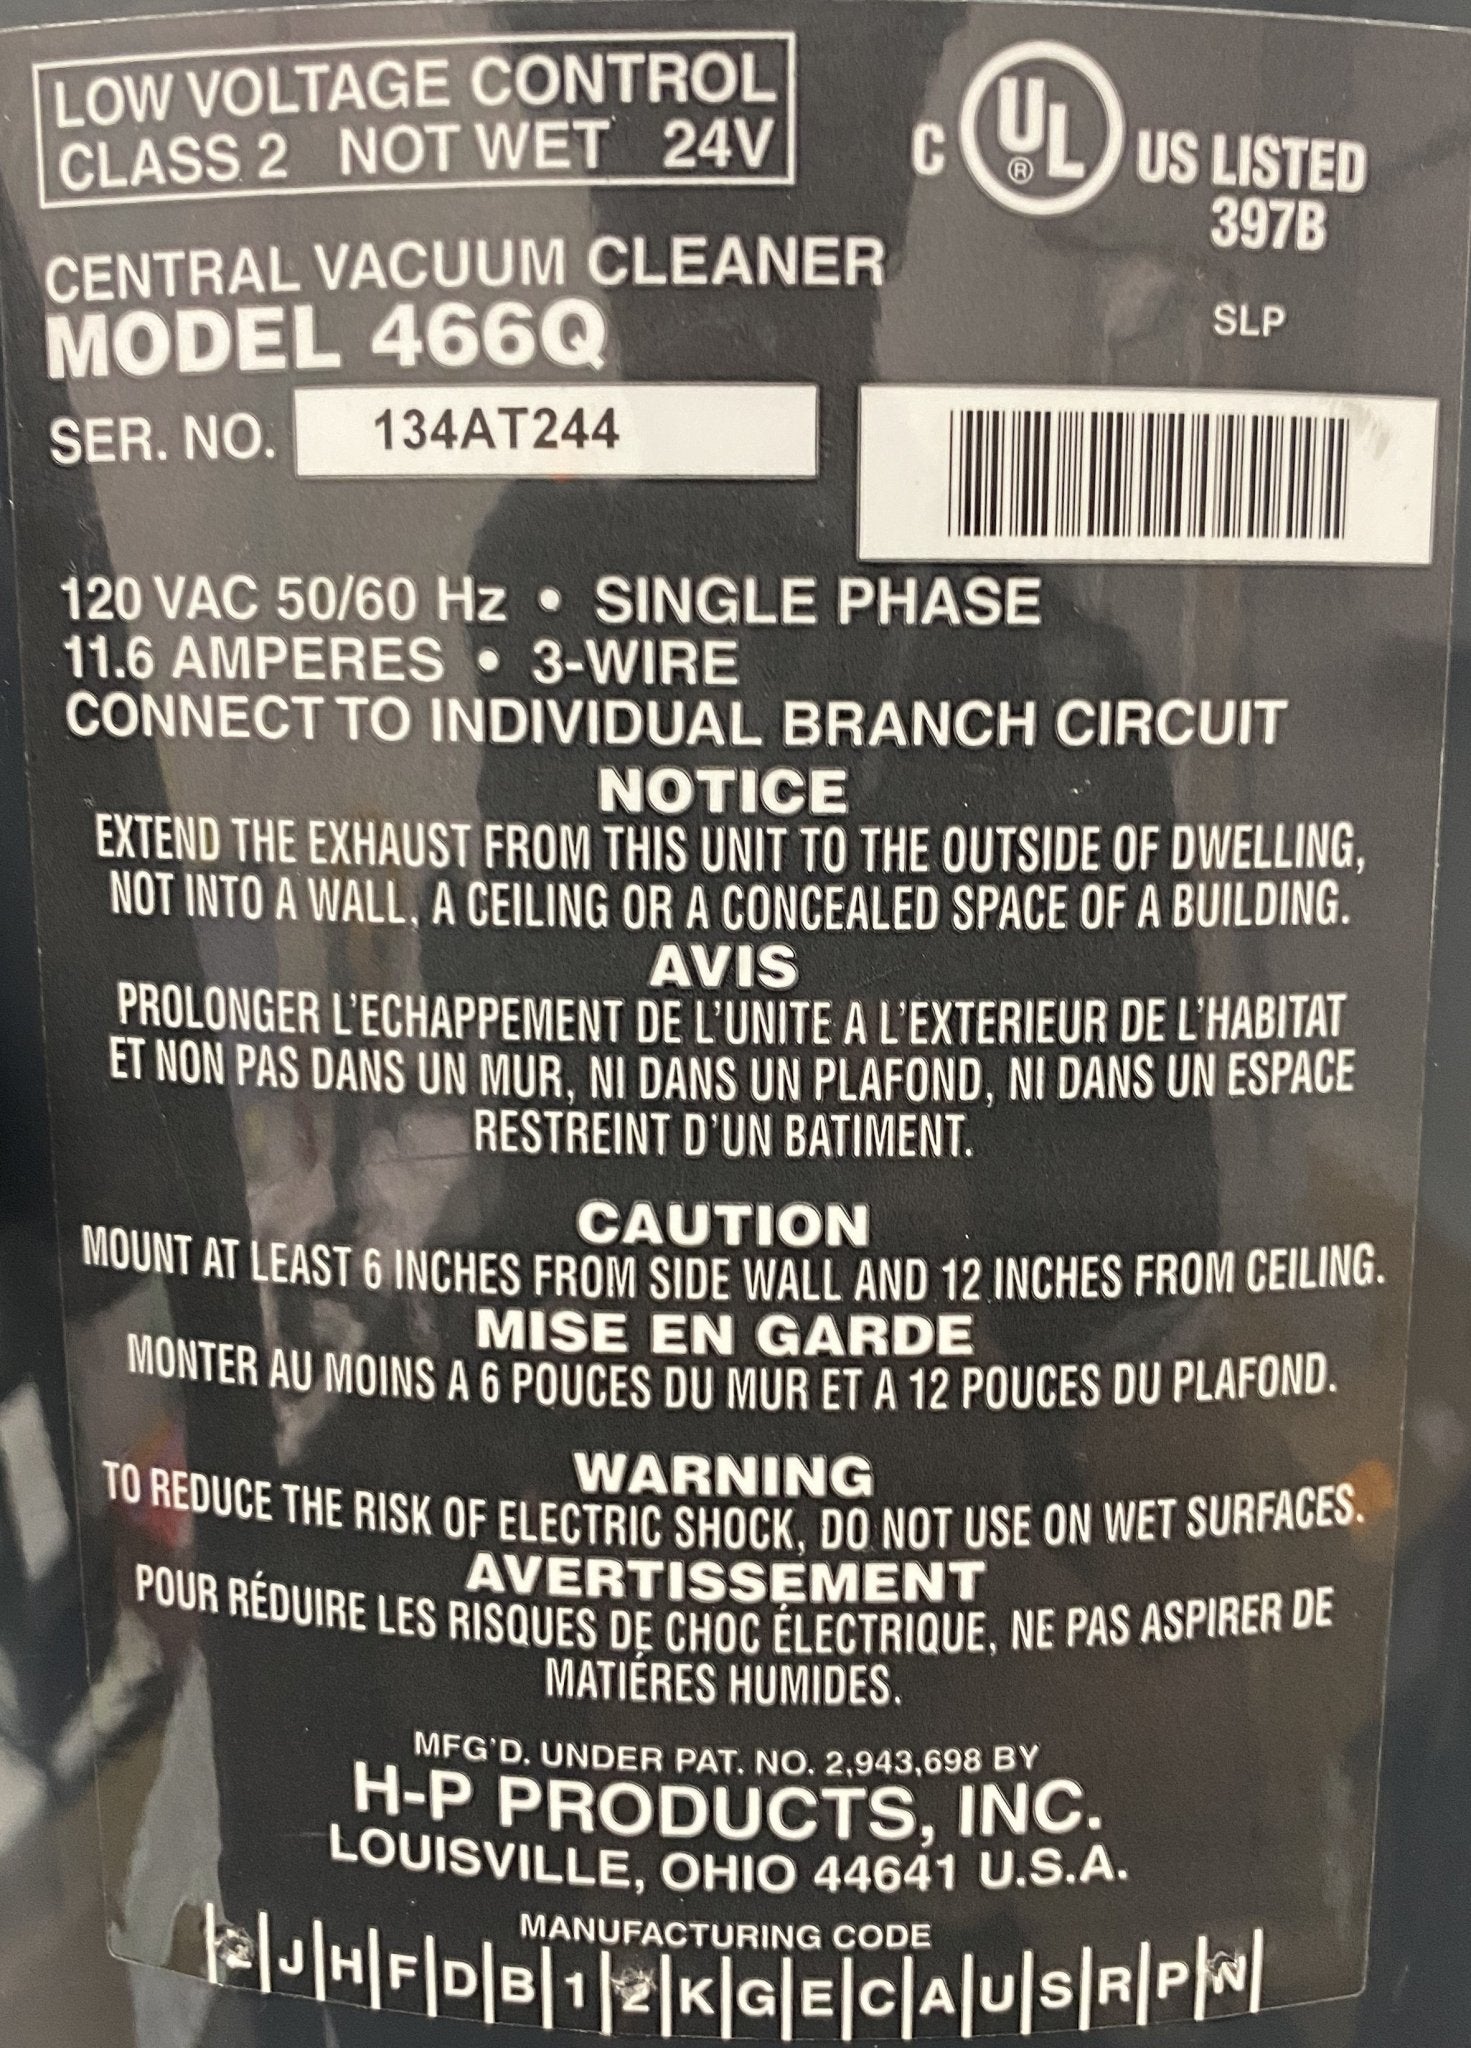 LOW VOLTAGE CONTROL
CLASS 2 NOT WET 24V
C UL ® US LISTED
397B
SLP
CENTRAL VACUUM CLEANER
MODEL 466Q
SER. NO. 134AT244
120 VAC 50/60 Hz • SINGLE PHASE
11.6 AMPERES • 3-WIRE
CONNECT TO INDIVIDUAL BRANCH CIRCUIT
NOTICE
EXTEND THE EXHAUST FROM THIS UNIT TO THE OUTSIDE OF DWELLING,
NOT INTO A WALL, A CEILING OR A CONCEALED SPACE OF A BUILDING.
AVIS
PROLONGER L'ECHAPPEMENT DE L'UNITE A L'EXTERIEUR DE L'HABITAT
ET NON PAS DANS UN MUR, NI DANS UN PLAFOND, NI DANS UN ESPACE
RESTREINT D'UN BATIMENT.
CAUTION
MOUNT AT LEAST 6 INCHES FROM SIDE WALL AND 12 INCHES FROM CEILING.
MISE EN GARDE
MONTER AU MOINS A 6 POUCES DU MUR ET A 12 POUCES DU PLAFOND.
WARNING
TO REDUCE THE RISK OF ELECTRIC SHOCK, DO NOT USE ON WET SURFACES.
AVERTISSEMENT
POUR RÉDUIRE LES RISQUES DE CHOC ÉLECTRIQUE, NE PAS ASPIRER DE
MATIÉRES HUMIDES.
MFG'D. UNDER PAT. NO. 2,943,698 BY
H-P PRODUCTS, INC.
LOUISVILLE, OHIO 44641 U.S.A.
MANUFACTURING CODE
|2|J|H|F|D|B|1|2|K|G|E|C|A|U|S|R|P|N|